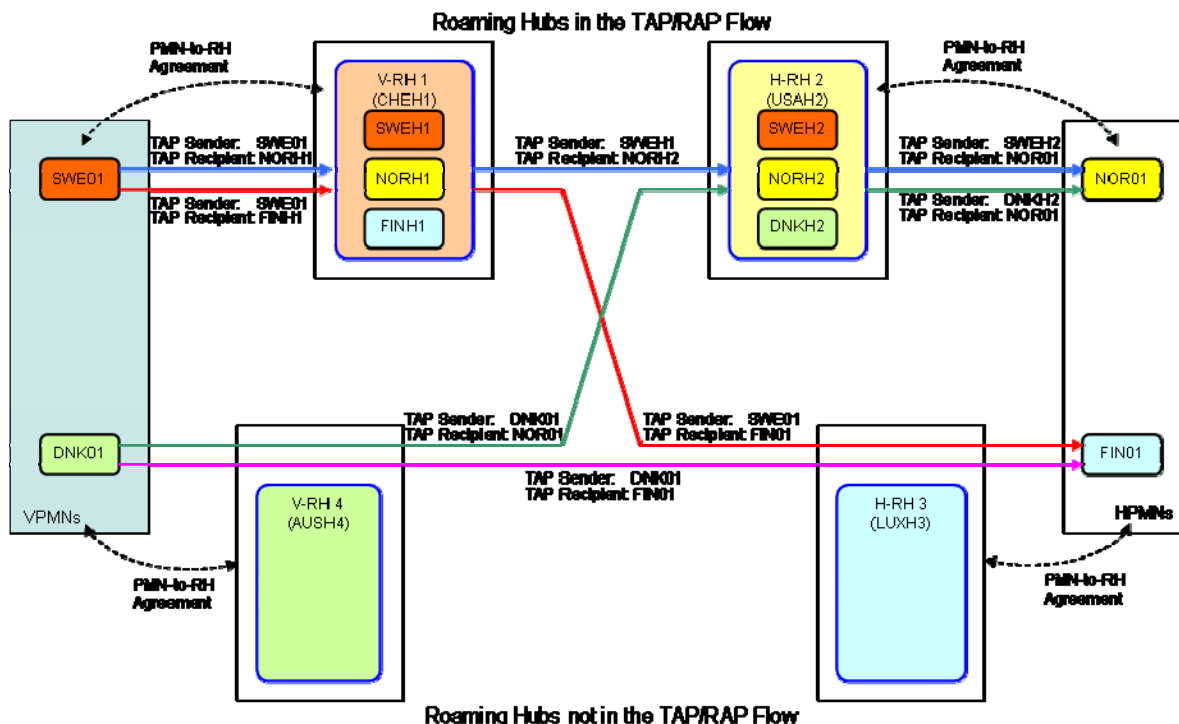 Roaming Hubs in the TAP/RAP Flow
PMN-to-RH
Agreement
V-RH 1
(CHEH1)
SWEH1
NORH1
FINH1
H-RH 2
(USAH2)
SWEH2
NORH2
DNKH2
PMN-to-RH
Agreement
SWE01
TAP Sender: SWE01
TAP Recipient: NORH1
TAP Sender: SWE01
TAP Recipient: FINH1
TAP Sender: SWEH1
TAP Recipient: NORH2
TAP Sender: SWEH2
TAP Recipient: NOR01
TAP Sender: DNKH2
TAP Recipient: NOR01
NOR01
DNK01
VPMNs
TAP Sender: DNK01
TAP Recipient: NOR01
TAP Sender: SWE01
TAP Recipient: FIN01
TAP Sender: DNK01
TAP Recipient: FIN01
FIN01
HPMNs
V-RH 4
(AUSH4)
H-RH 3
(LUXH3)
PMN-to-RH
Agreement
PMN-to-RH
Agreement
Roaming Hubs not in the TAP/RAP Flow